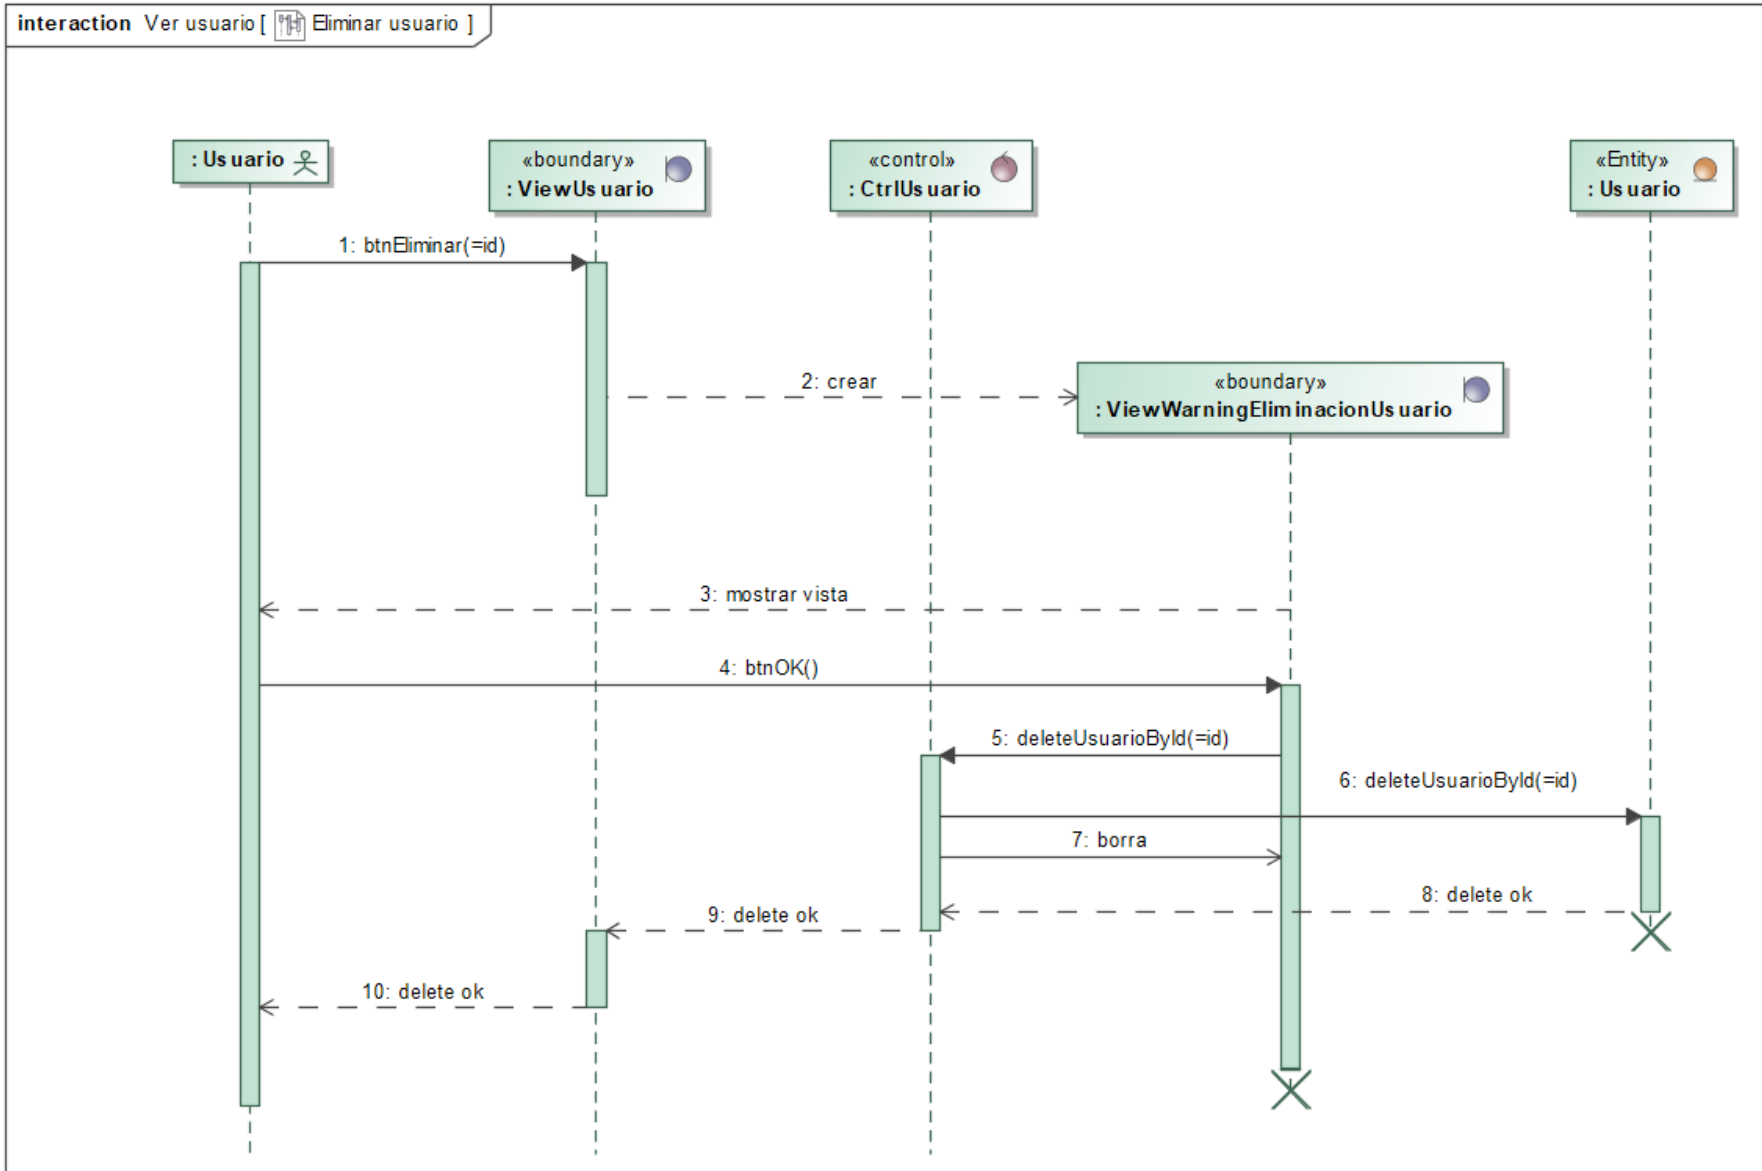 interaction Ver usuario [ Eliminar usuario ]
: Usuario
«boundary»
: ViewUsuario
«control»
: CtrlUsuario
«Entity»
: Usuario
1: btnEliminar(=id)
2: crear
«boundary»
: ViewWarningEliminacionUsuario
3: mostrar vista
4: btnOK()
5: deleteUsuarioById(=id)
6: deleteUsuarioById(=id)
7: borra
8: delete ok
9: delete ok
10: delete ok